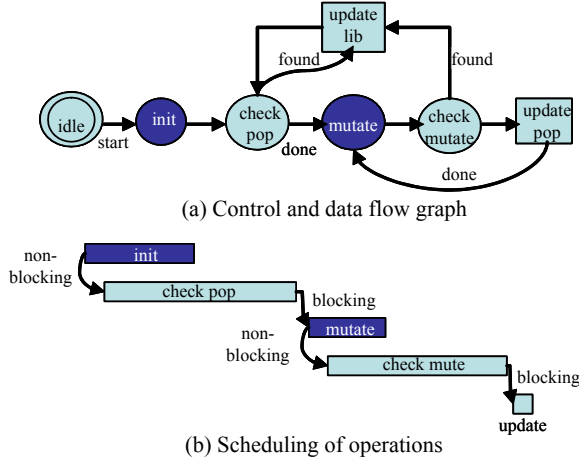 update
lib
found
found
idle
start
init
check
pop
done
mutate
check
mutate
update
pop
done
(a) Control and data flow graph
init
non-
blocking
check pop
blocking
mutate
non-
blocking
check mute
blocking
update
(b) Scheduling of operations